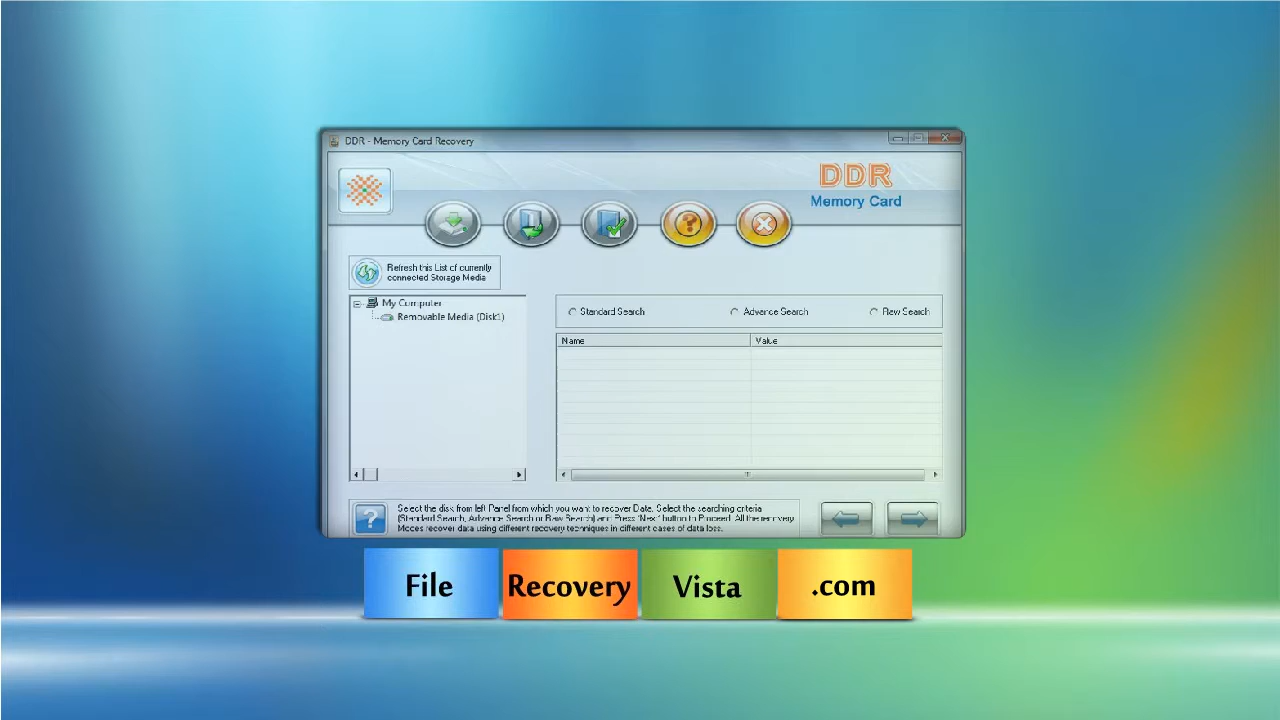 DDR - Memory Card Recovery
DDR
Memory Card
Refresh this List of currently
connected Storage Media
My Computer
Removable Media (Disk1)
Standard Search
Advance Search
Raw Search
Name
Value
Select the disk from left Panel from which you want to recover Data. Select the searching criteria
(Standard Search, Advance Search or Raw Search) and Press 'Next' button to Proceed. All the recovery
Modes recover data using different recovery techniques in different cases of data loss.
File Recovery Vista .com